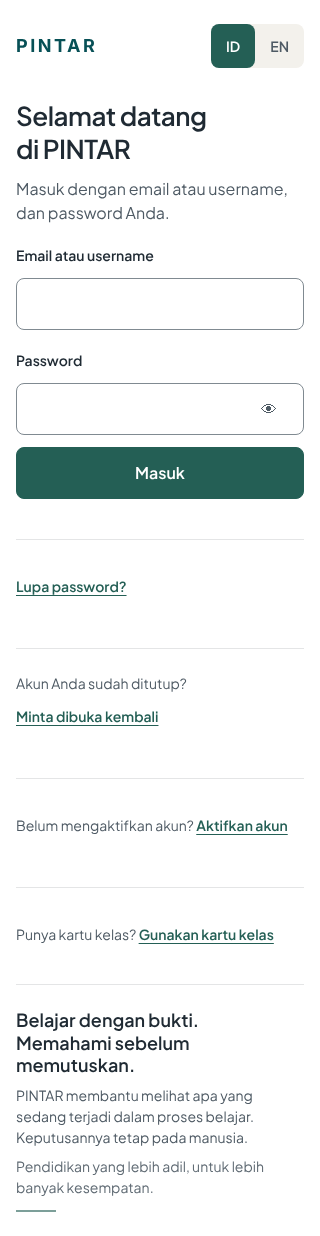 PINTAR
ID EN
Selamat datang
di PINTAR
Masuk dengan email atau username,
dan password Anda.
Email atau username
Password
Masuk
Lupa password?
Akun Anda sudah ditutup?
Minta dibuka kembali
Belum mengaktifkan akun? Aktifkan akun
Punya kartu kelas? Gunakan kartu kelas
Belajar dengan bukti.
Memahami sebelum
memutuskan.
PINTAR membantu melihat apa yang
sedang terjadi dalam proses belajar.
Keputusannya tetap pada manusia.
Pendidikan yang lebih adil, untuk lebih
banyak kesempatan.